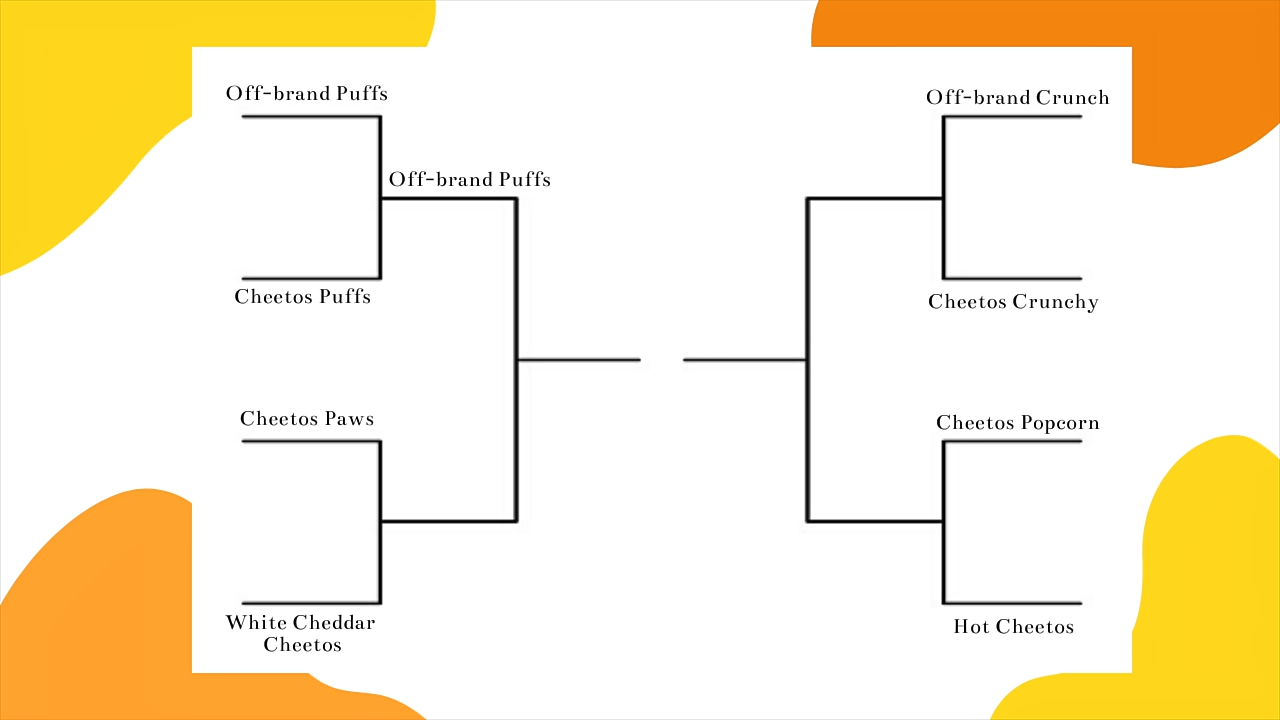 Off-brand Puffs
Off-brand Crunch
Off-brand Puffs
Cheetos Puffs
Cheetos Crunchy
Cheetos Paws
Cheetos Popcorn
White Cheddar
Cheetos
Hot Cheetos